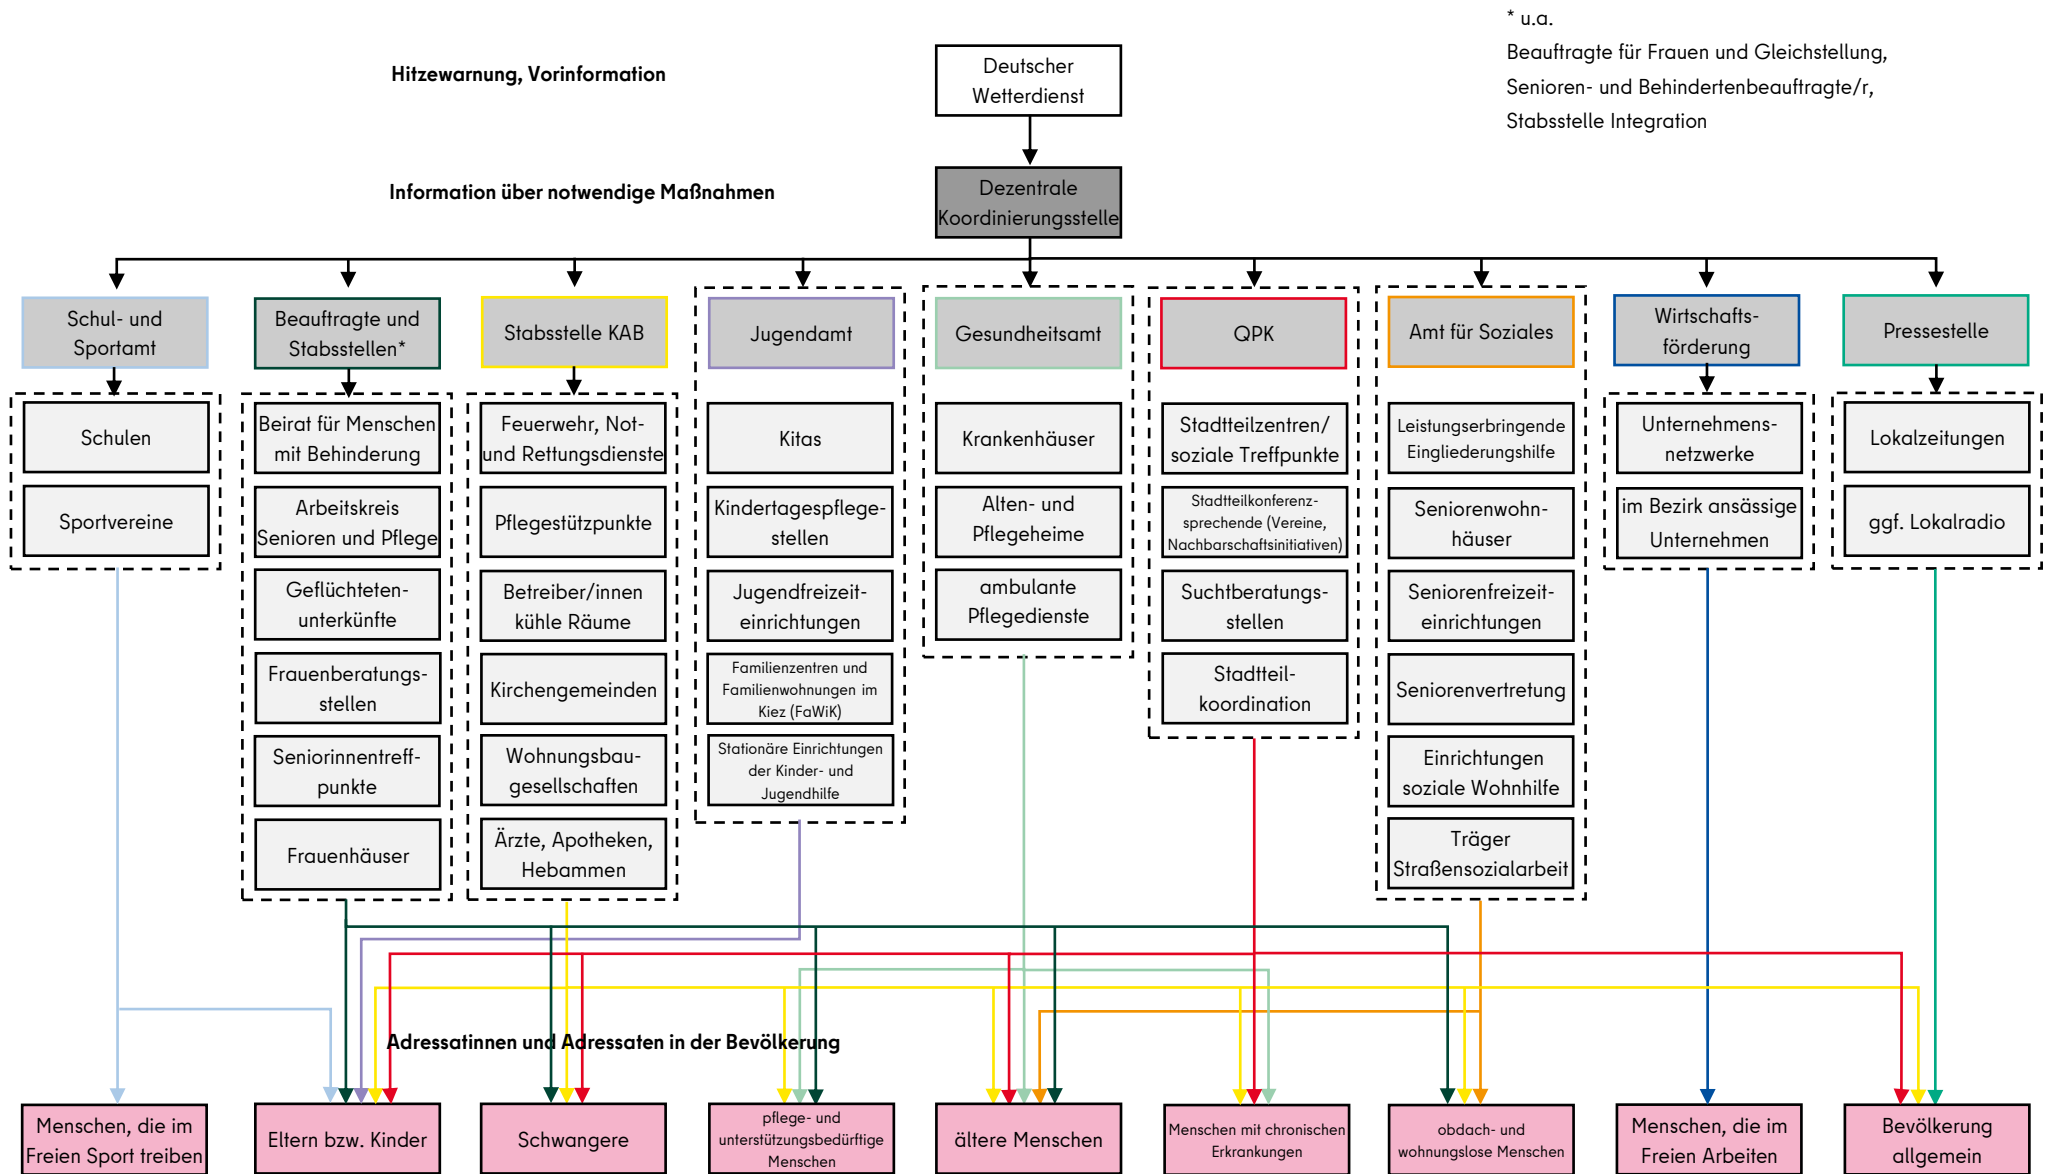 * u.a.
Beauftragte für Frauen und Gleichstellung,
Senioren- und Behindertenbeauftragte/r,
Stabsstelle Integration
Hitzewarnung, Vorinformation
Deutscher
Wetterdienst
Information über notwendige Maßnahmen
Dezentrale
Koordinierungsstelle
Schul- und
Sportamt
Beauftragte und
Stabsstellen*
Stabsstelle KAB
Jugendamt
Gesundheitsamt
QPK
Amt für Soziales
Wirtschafts-
förderung
Pressestelle
Schulen
Sportvereine
Beirat für Menschen
mit Behinderung
Arbeitskreis
Senioren und Pflege
Geflüchteten-
unterkünfte
Frauenberatungs-
stellen
Seniorinnentreff-
punkte
Frauenhäuser
Feuerwehr, Not-
und Rettungsdienste
Pflegestützpunkte
Betreiber/innen
kühle Räume
Kirchengemeinden
Wohnungsbau-
gesellschaften
Ärzte, Apotheken,
Hebammen
Kitas
Kindertagespflege-
stellen
Jugendfreizeit-
einrichtungen
Familienzentren und
Familienwohnungen im
Kiez (FaWiK)
Stationäre Einrichtungen
der Kinder- und
Jugendhilfe
Krankenhäuser
Alten- und
Pflegeheime
ambulante
Pflegedienste
Stadtteilzentren/
soziale Treffpunkte
Stadtteilkonferenz-
sprechende (Vereine,
Nachbarschaftsinitiativen)
Suchtberatungs-
stellen
Stadtteil-
koordination
Leistungserbringende
Eingliederungshilfe
Seniorenwohn-
häuser
Seniorenfreizeit-
einrichtungen
Seniorenvertretung
Einrichtungen
soziale Wohnhilfe
Träger
Straßensozialarbeit
Unternehmens-
netzwerke
im Bezirk ansässige
Unternehmen
Lokalzeitungen
ggf. Lokalradio
Adressatinnen und Adressaten in der Bevölkerung
Menschen, die im
Freien Sport treiben
Eltern bzw. Kinder
Schwangere
pflege- und
unterstützungsbedürftige
Menschen
ältere Menschen
Menschen mit chronischen
Erkrankungen
obdach- und
wohnungslose Menschen
Menschen, die im
Freien Arbeiten
Bevölkerung
allgemein